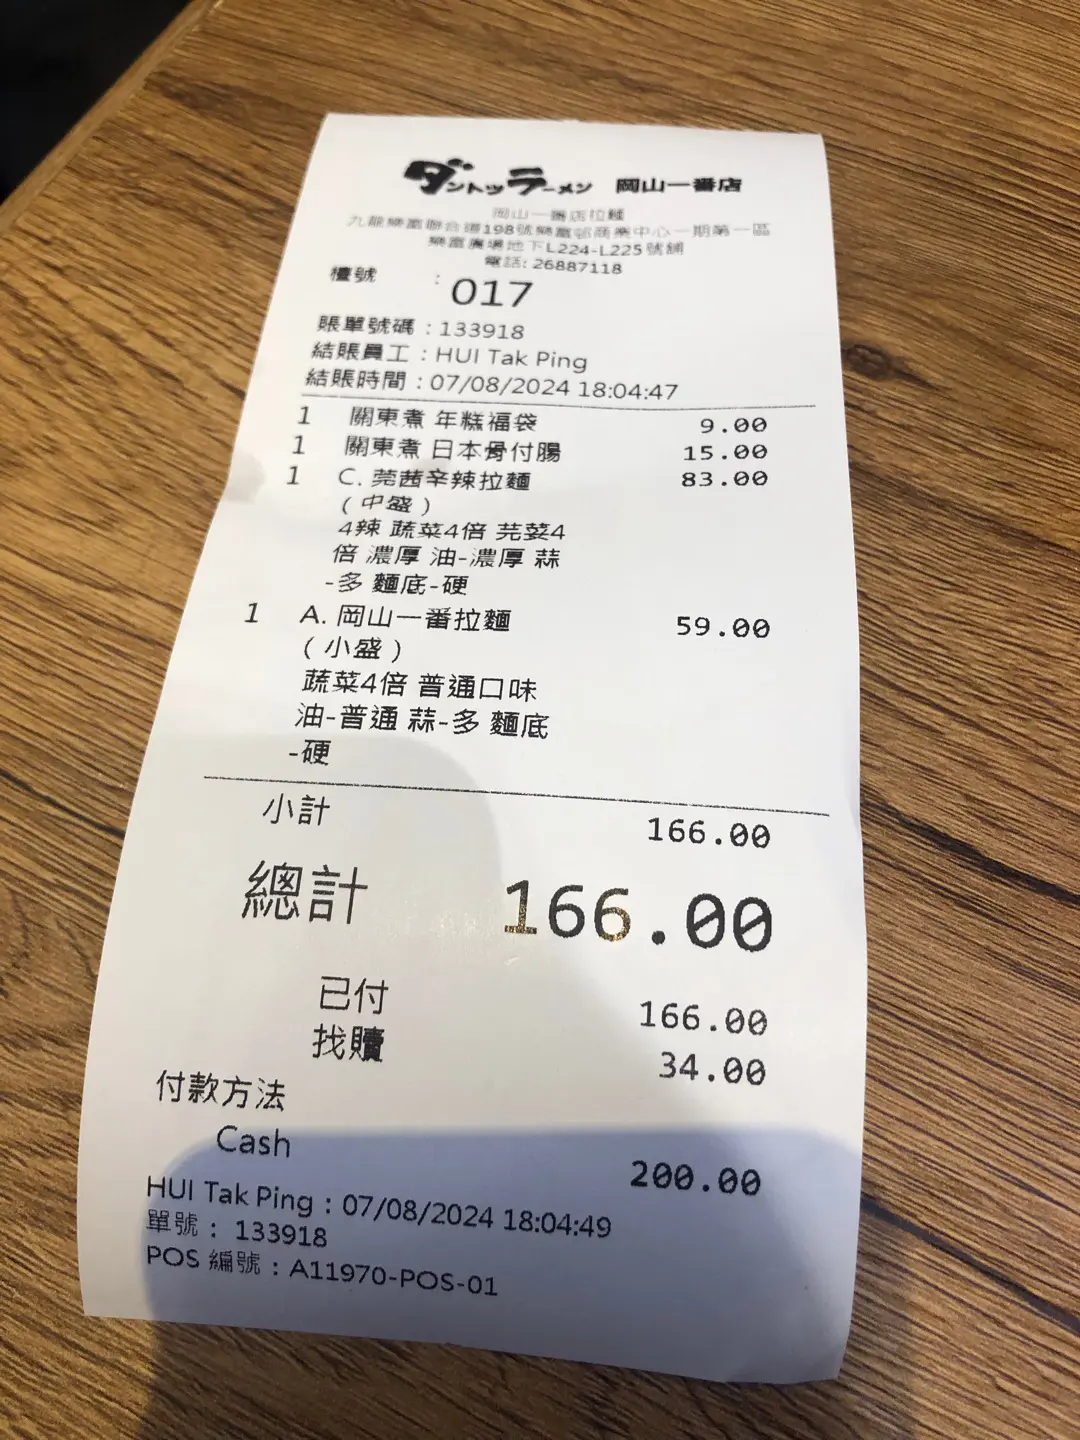 ダントツラーメン 岡山一番店
岡山一番店拉麵
九龍樂富聯合道198號樂富邨商業中心一期第一區
樂富廣場地下L224-L225號舖
電話: 26887118
檯號 : 017
賬單號碼 : 133918
結賬員工 : HUI Tak Ping
結賬時間 : 07/08/2024 18:04:47
1 關東煮 年糕福袋 9.00
1 關東煮 日本骨付腸 15.00
1 C. 莞茜辛辣拉麵 83.00
( 中盛 )
4辣 蔬菜4倍 芫荽4
倍 濃厚 油-濃厚 蒜
-多 麵底-硬
1 A. 岡山一番拉麵 59.00
( 小盛 )
蔬菜4倍 普通口味
油-普通 蒜-多 麵底
-硬
小計 166.00
總計 166.00
已付 166.00
找贖 34.00
付款方法
Cash 200.00
HUI Tak Ping : 07/08/2024 18:04:49
單號 : 133918
POS 編號 : A11970-POS-01